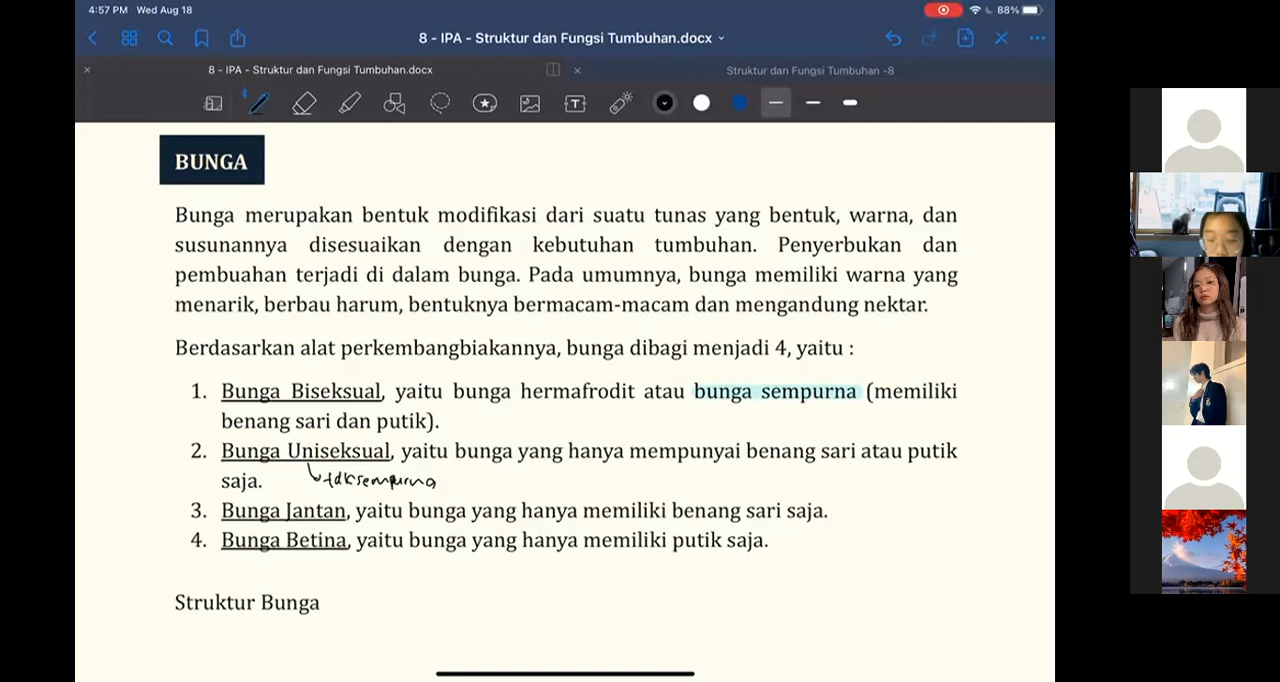 4:57 PM Wed Aug 18
88%
8 - IPA - Struktur dan Fungsi Tumbuhan.docx
8 - IPA - Struktur dan Fungsi Tumbuhan.docx
Struktur dan Fungsi Tumbuhan -8
BUNGA
Bunga merupakan bentuk modifikasi dari suatu tunas yang bentuk, warna, dan
susunannya disesuaikan dengan kebutuhan tumbuhan. Penyerbukan dan
pembuahan terjadi di dalam bunga. Pada umumnya, bunga memiliki warna yang
menarik, berbau harum, bentuknya bermacam-macam dan mengandung nektar.
Berdasarkan alat perkembangbiakannya, bunga dibagi menjadi 4, yaitu :
1. Bunga Biseksual, yaitu bunga hermafrodit atau bunga sempurna (memiliki
benang sari dan putik).
2. Bunga Uniseksual, yaitu bunga yang hanya mempunyai benang sari atau putik
saja.
tdk sempurna
3. Bunga Jantan, yaitu bunga yang hanya memiliki benang sari saja.
4. Bunga Betina, yaitu bunga yang hanya memiliki putik saja.
Struktur Bunga